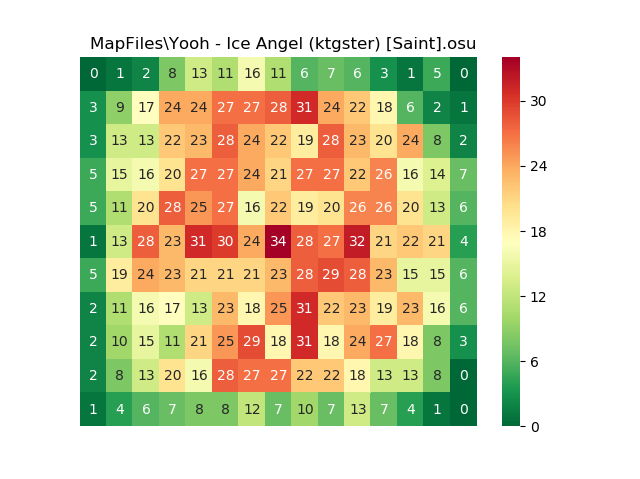 MapFiles\Yooh - Ice Angel (ktgster) [Saint].osu
0 1 2 8 13 11 16 11 6 7 6 3 1 5 0
3 9 17 24 24 27 27 28 31 24 22 18 6 2 1
3 13 13 22 23 28 24 22 19 28 23 20 24 8 2
5 15 16 20 27 27 24 21 27 27 22 26 16 14 7
5 11 20 28 25 27 16 22 19 20 26 26 20 13 6
1 13 28 23 31 30 24 34 28 27 32 21 22 21 4
5 19 24 23 21 21 21 23 28 29 28 23 15 15 6
2 11 16 17 13 23 18 25 31 22 23 19 23 16 6
2 10 15 11 21 25 29 18 31 18 24 27 18 8 3
2 8 13 20 16 28 27 27 22 22 18 13 13 8 0
1 4 6 7 8 8 12 7 10 7 13 7 4 1 0
30
24
18
12
6
0